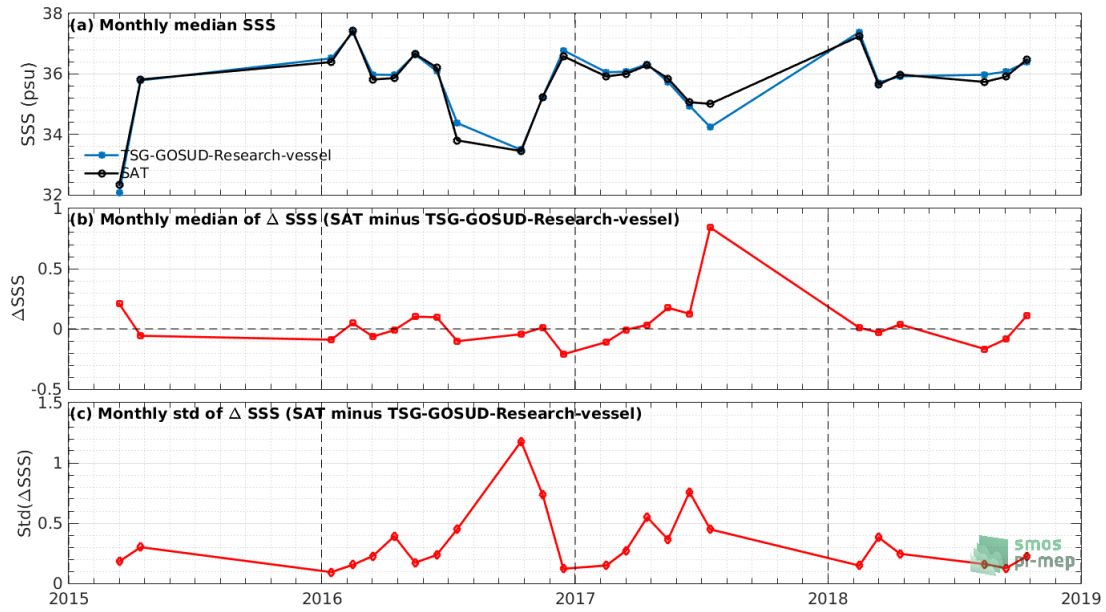 (a) Monthly median SSS
38
36
34
32
SSS (psu)
TSG-GOSUD-Research-vessel
SAT
(b) Monthly median of Δ SSS (SAT minus TSG-GOSUD-Research-vessel)
1
0.5
0
-0.5
ΔSSS
(c) Monthly std of Δ SSS (SAT minus TSG-GOSUD-Research-vessel)
1.5
1
0.5
0
Std(ΔSSS)
smos
pi-mep
2015
2016
2017
2018
2019